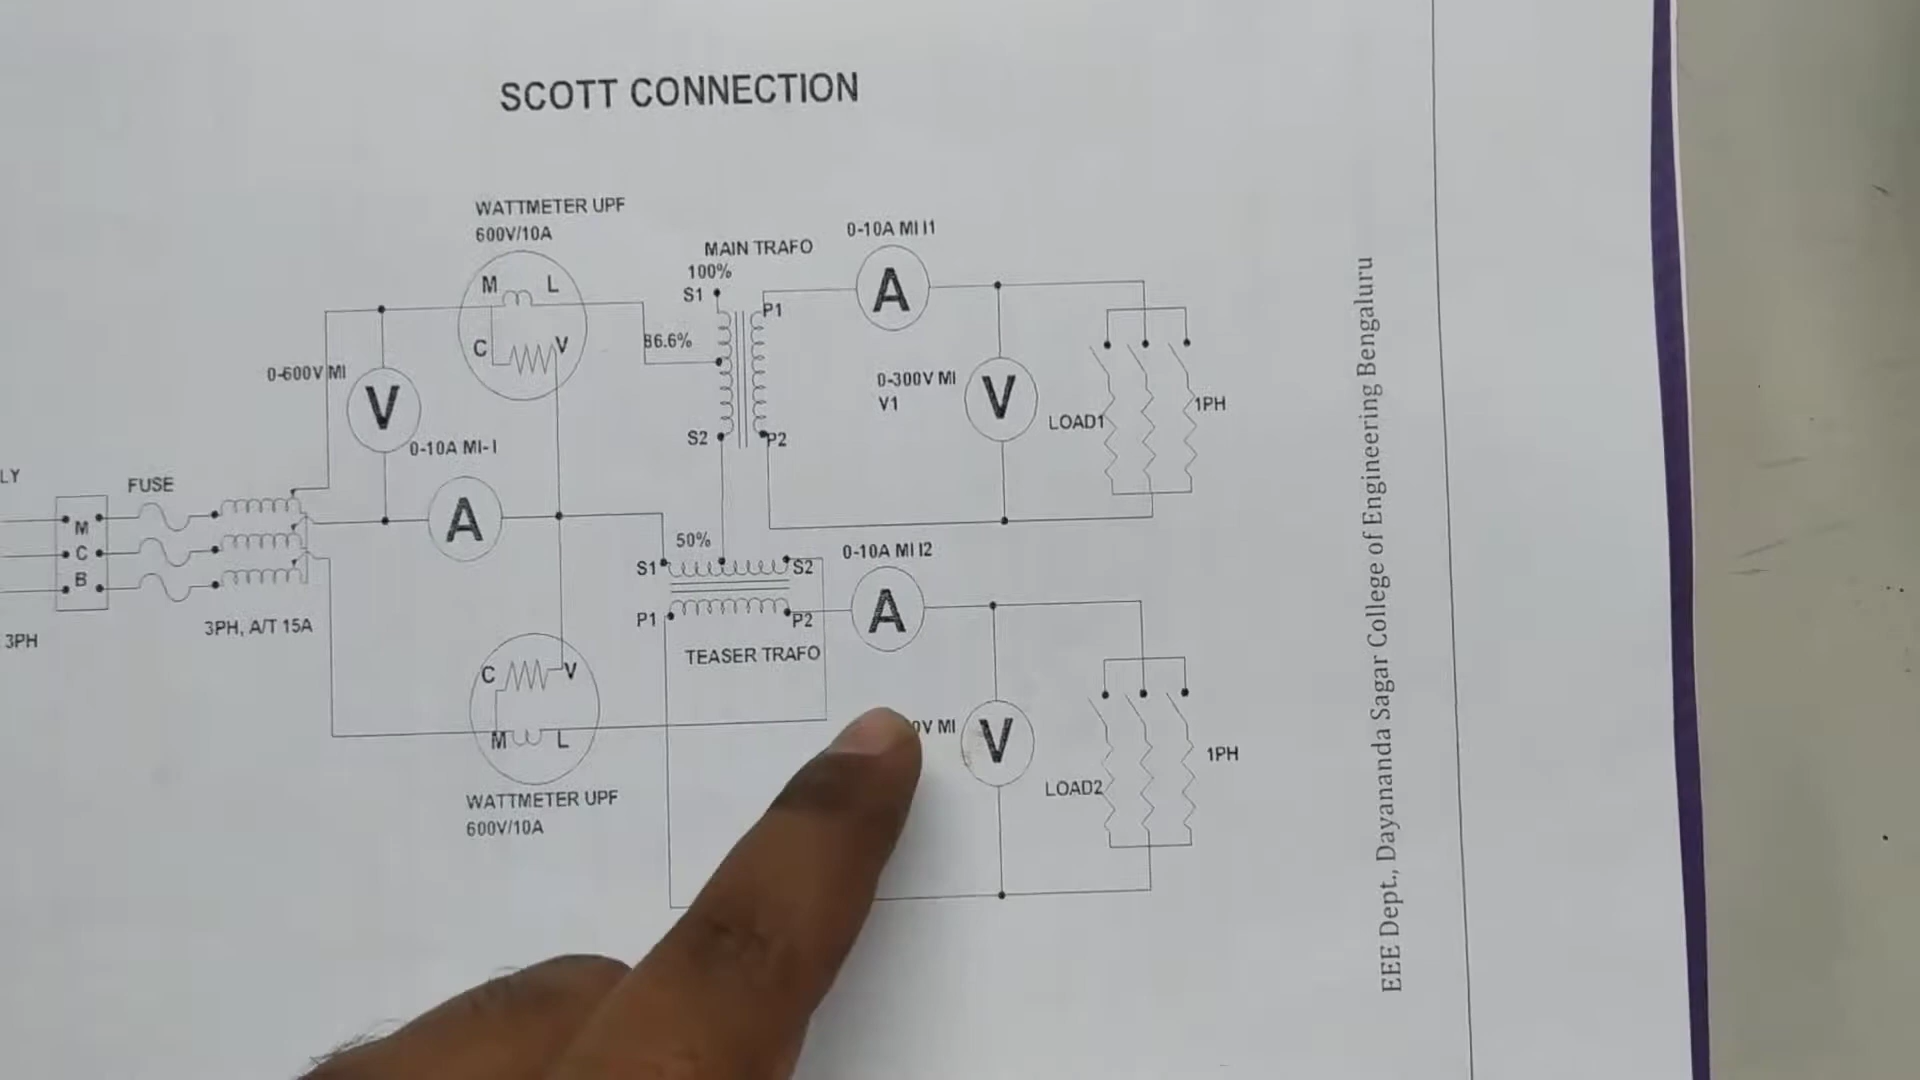 SCOTT CONNECTION
WATTMETER UPF
600V/10A
M L
C V
0-600V MI
V
0-10A MI-I
A
MAIN TRAFO
100%
S1
P1
86.6%
S2
P2
0-10A MI I1
A
0-300V MI
V1
V
LOAD1
1PH
LY
FUSE
M
C
B
3PH
3PH, A/T 15A
50%
S1
S2
P1
P2
TEASER TRAFO
0-10A MI I2
A
0V MI
V
LOAD2
1PH
C V
M L
WATTMETER UPF
600V/10A
EEE Dept., Dayananda Sagar College of Engineering Bengaluru